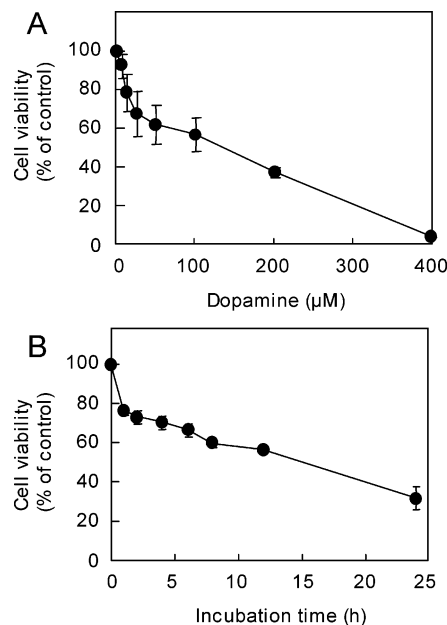 A
Cell viability
(% of control)
100
80
60
40
20
0
0 100 200 300 400
Dopamine (µM)
B
Cell viability
(% of control)
100
80
60
40
20
0
0 5 10 15 20 25
Incubation time (h)